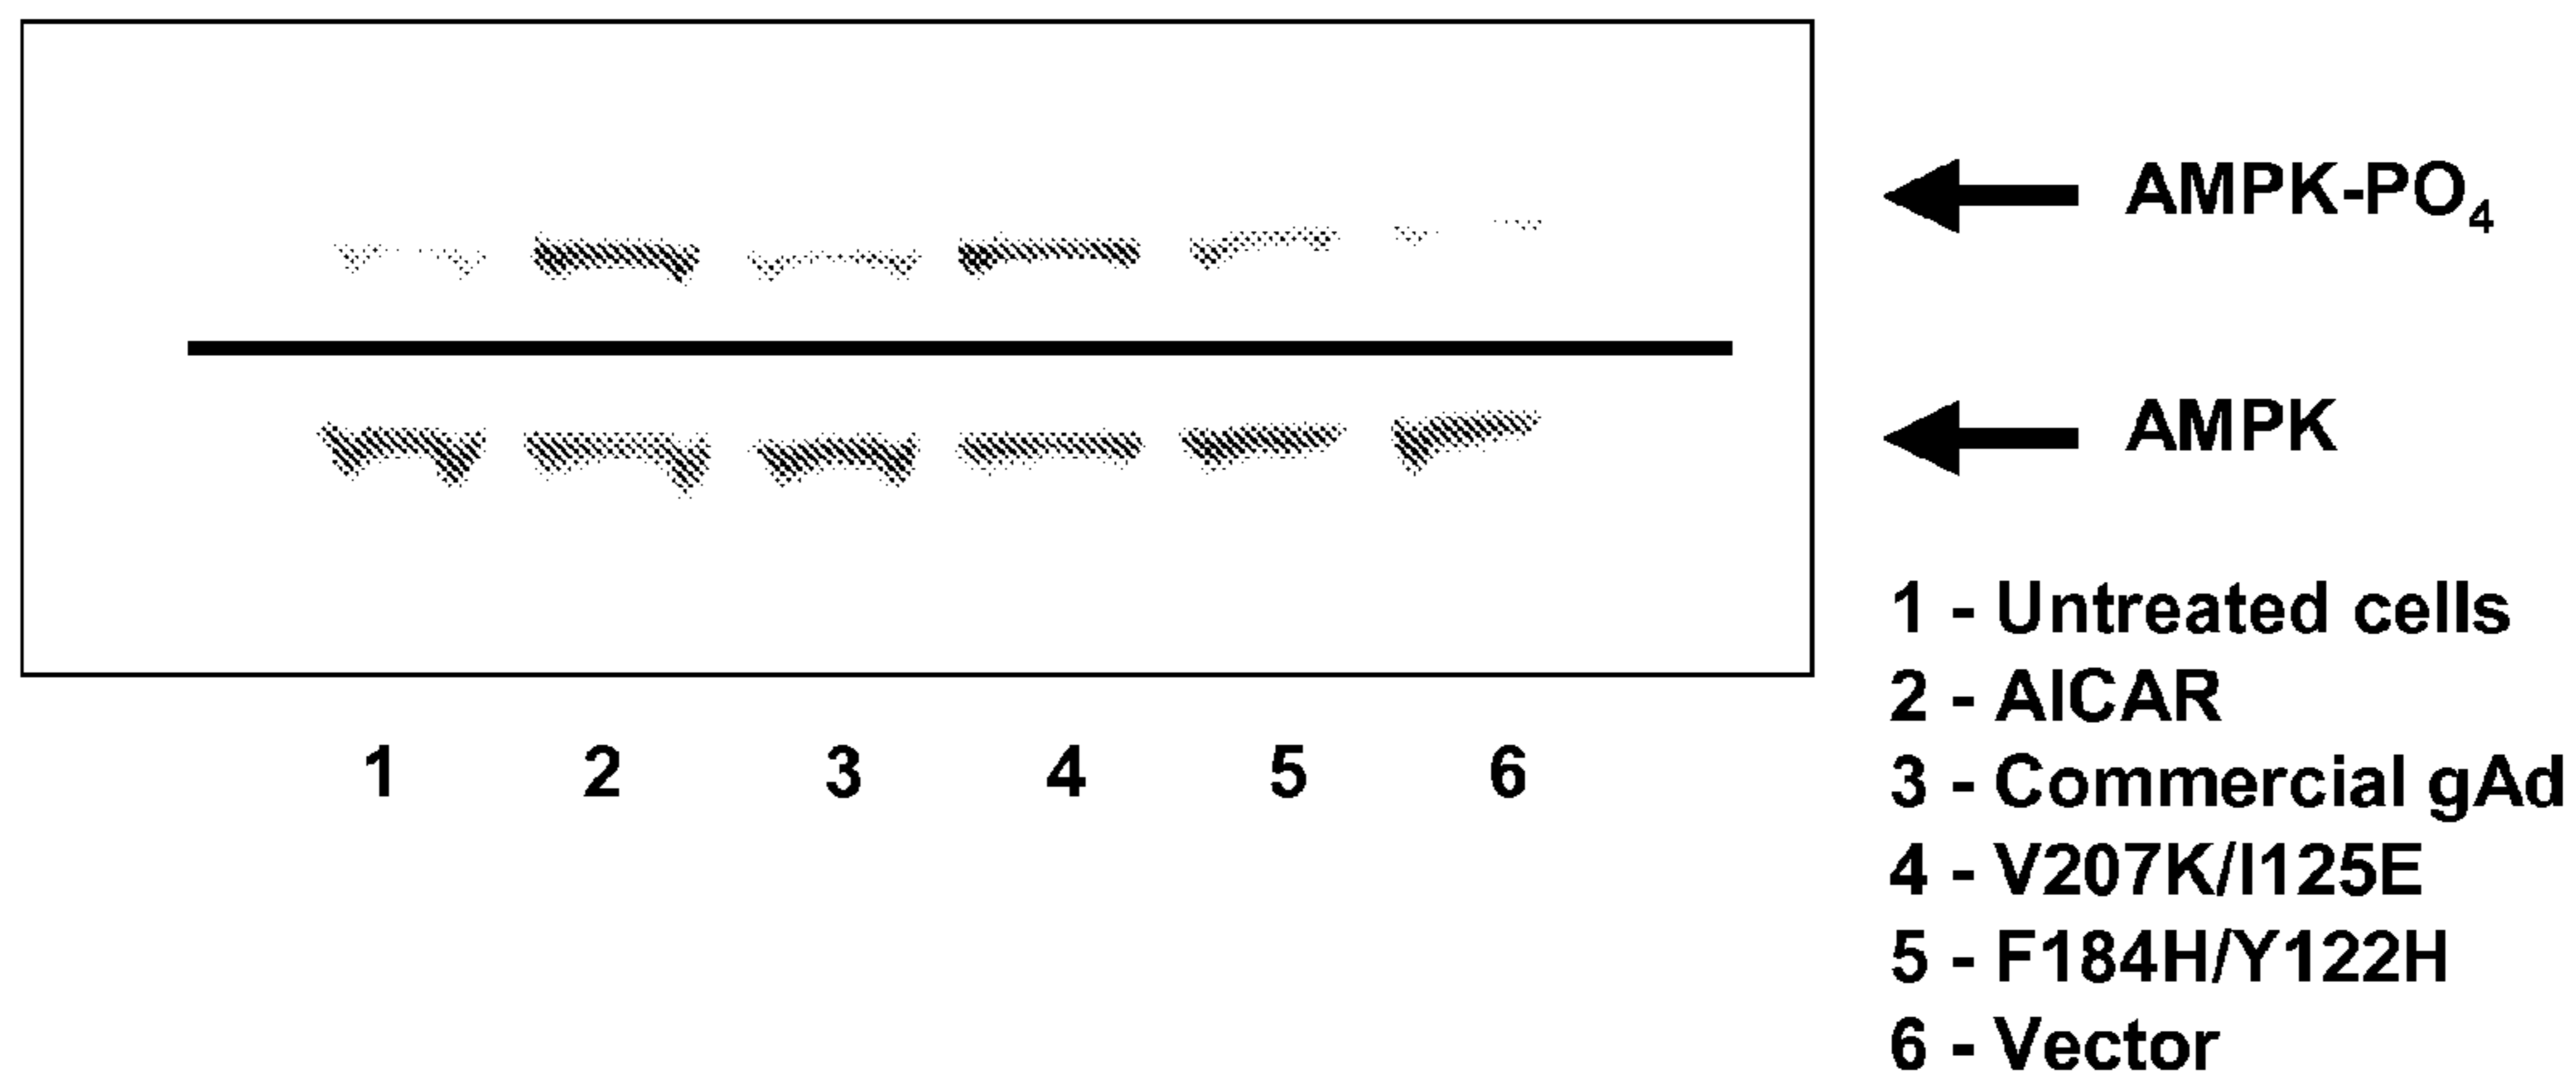 AMPK-PO4
AMPK
1 2 3 4 5 6
1 - Untreated cells
2 - AICAR
3 - Commercial gAd
4 - V207K/I125E
5 - F184H/Y122H
6 - Vector